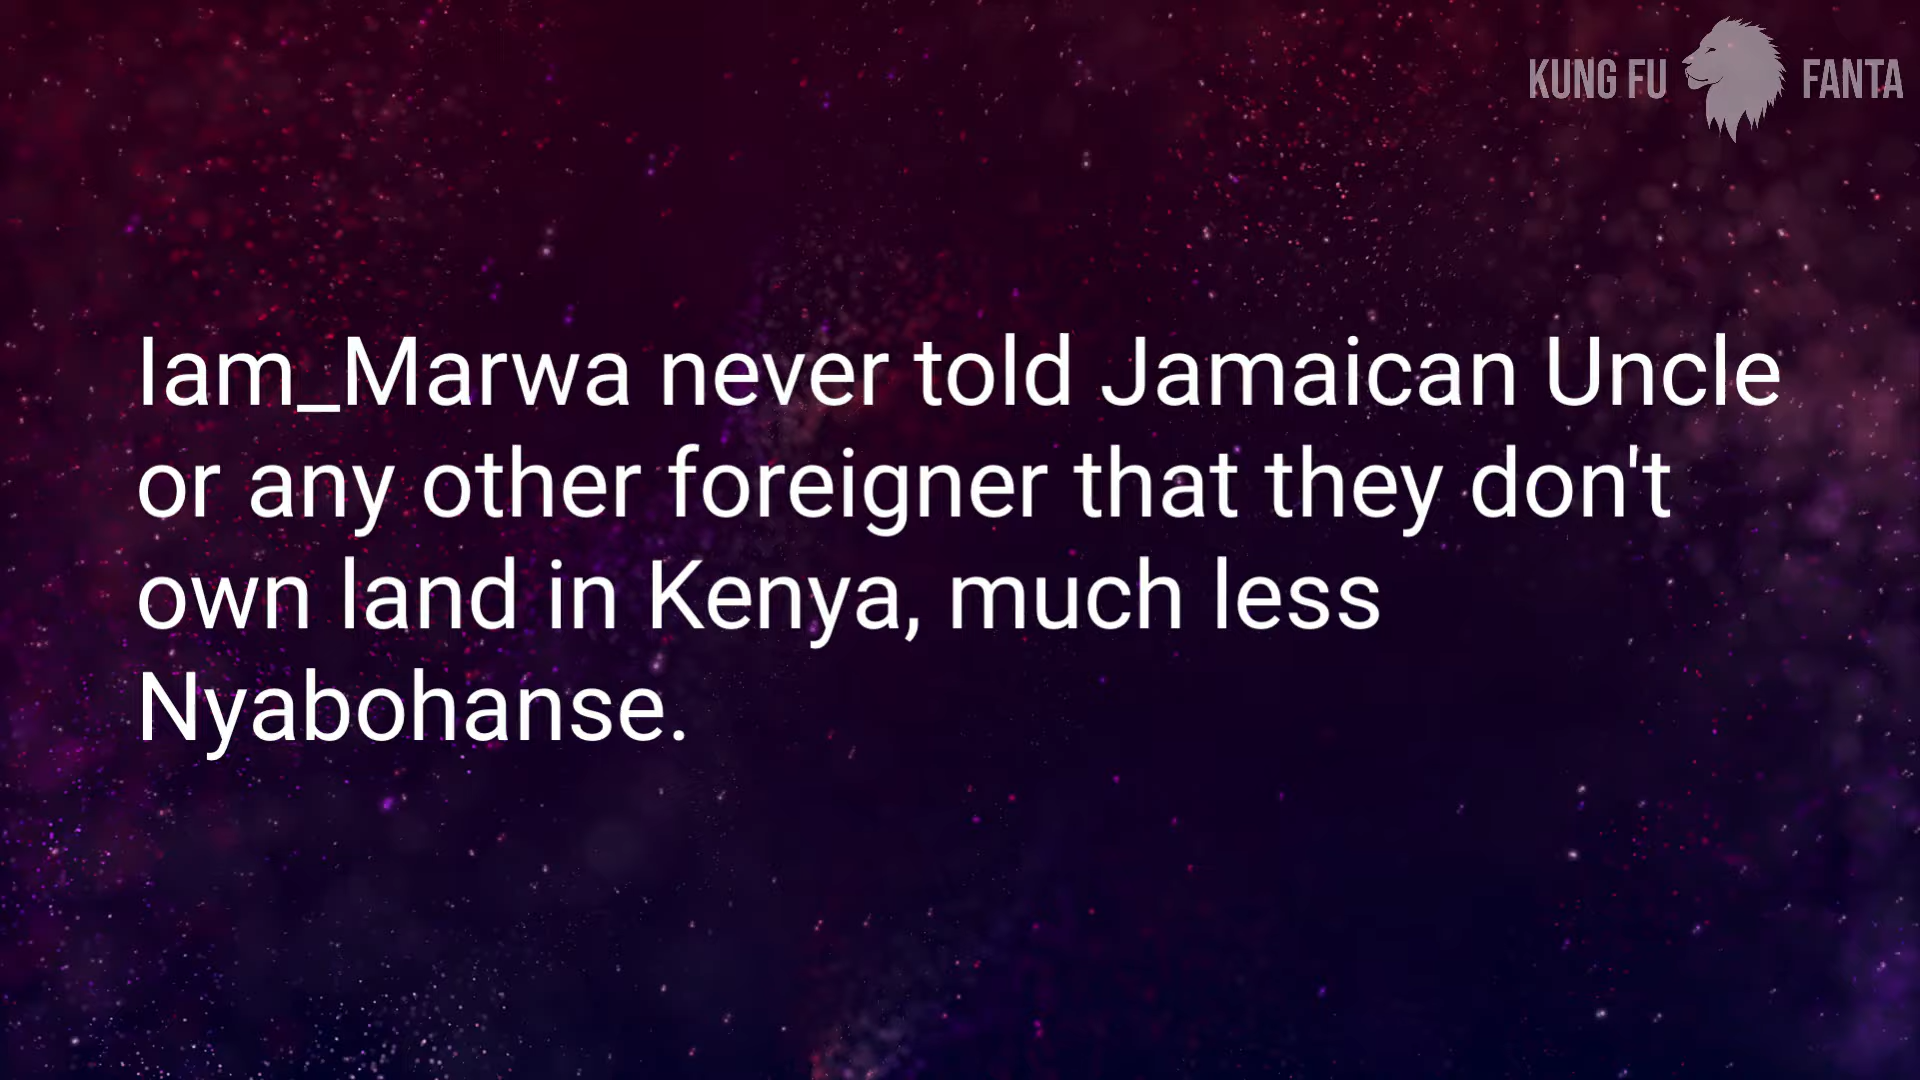 KUNG FU FANTA
Iam_Marwa never told Jamaican Uncle
or any other foreigner that they don't
own land in Kenya, much less
Nyabohanse.